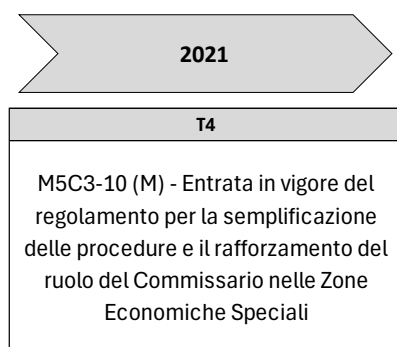 2021
T4
M5C3-10 (M) - Entrata in vigore del
regolamento per la semplificazione
delle procedure e il rafforzamento del
ruolo del Commissario nelle Zone
Economiche Speciali